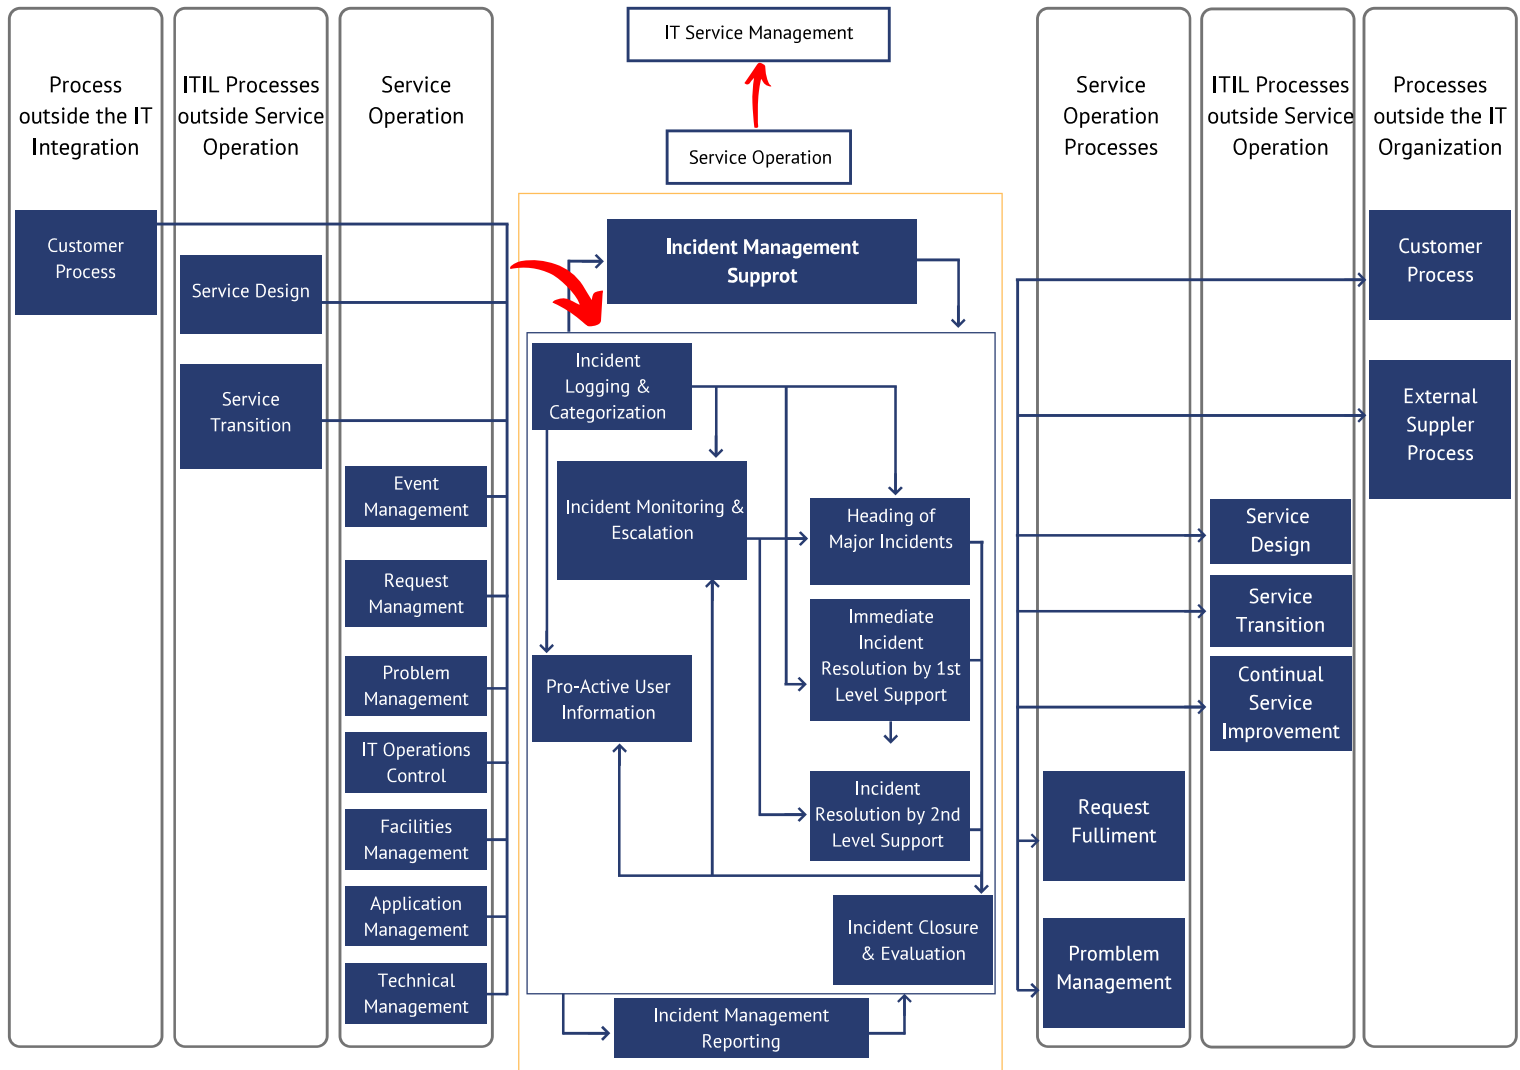 Process
outside the IT
Integration
ITIL Processes
outside Service
Operation
Service
Operation
IT Service Management
Service Operation
Service
Operation
Processes
ITIL Processes
outside Service
Operation
Processes
outside the IT
Organization
Customer
Process
Service Design
Service
Transition
Event
Management
Request
Managment
Problem
Management
IT Operations
Control
Facilities
Management
Application
Management
Technical
Management
Incident Management
Supprot
Incident
Logging &
Categorization
Incident Monitoring &
Escalation
Heading of
Major Incidents
Immediate
Incident
Resolution by 1st
Level Support
Pro-Active User
Information
Incident
Resolution by 2nd
Level Support
Incident Closure
& Evaluation
Incident Management
Reporting
Request
Fulliment
Promblem
Management
Service
Design
Service
Transition
Continual
Service
Improvement
Customer
Process
External
Suppler
Process